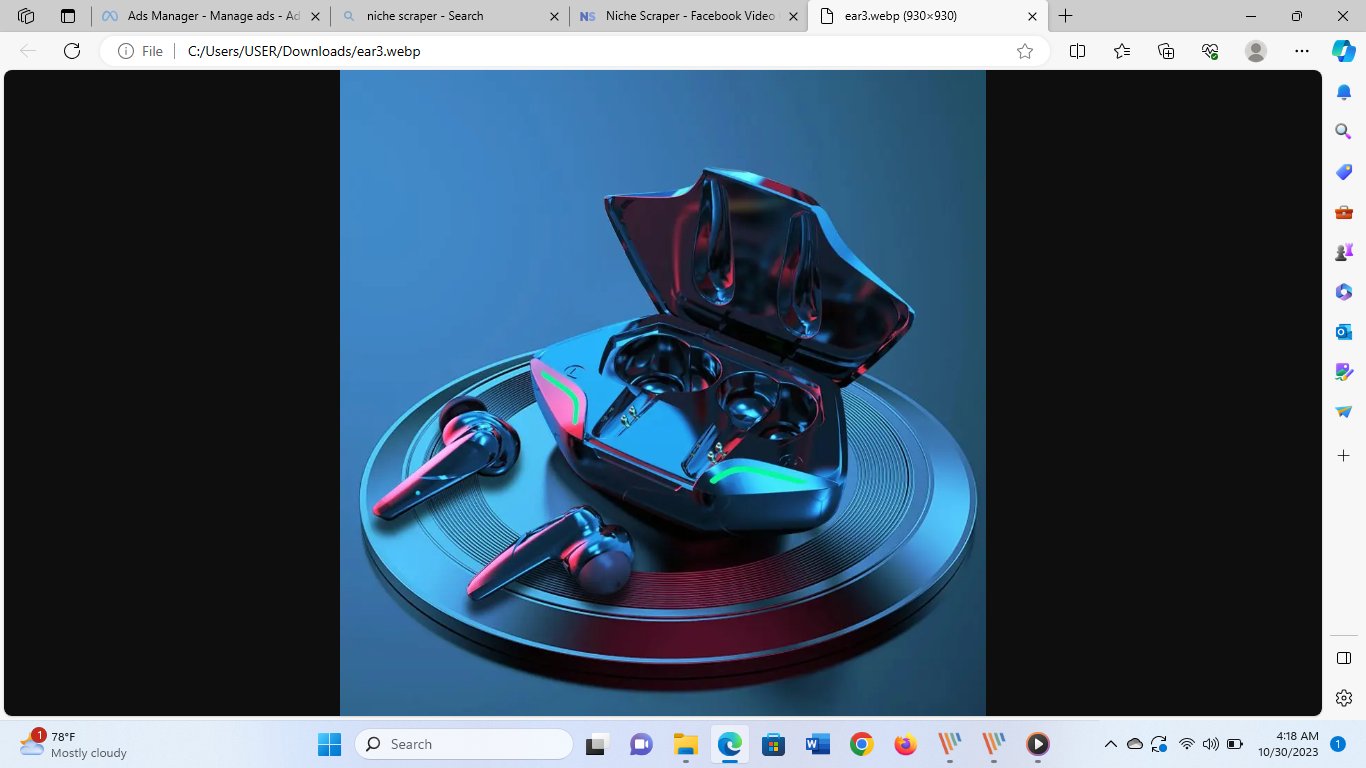 Ads Manager - Manage ads - Ad
niche scraper - Search
Niche Scraper - Facebook Video
ear3.webp (930×930)
File
C:/Users/USER/Downloads/ear3.webp
1
78°F
Mostly cloudy
Search
4:18 AM
10/30/2023
1